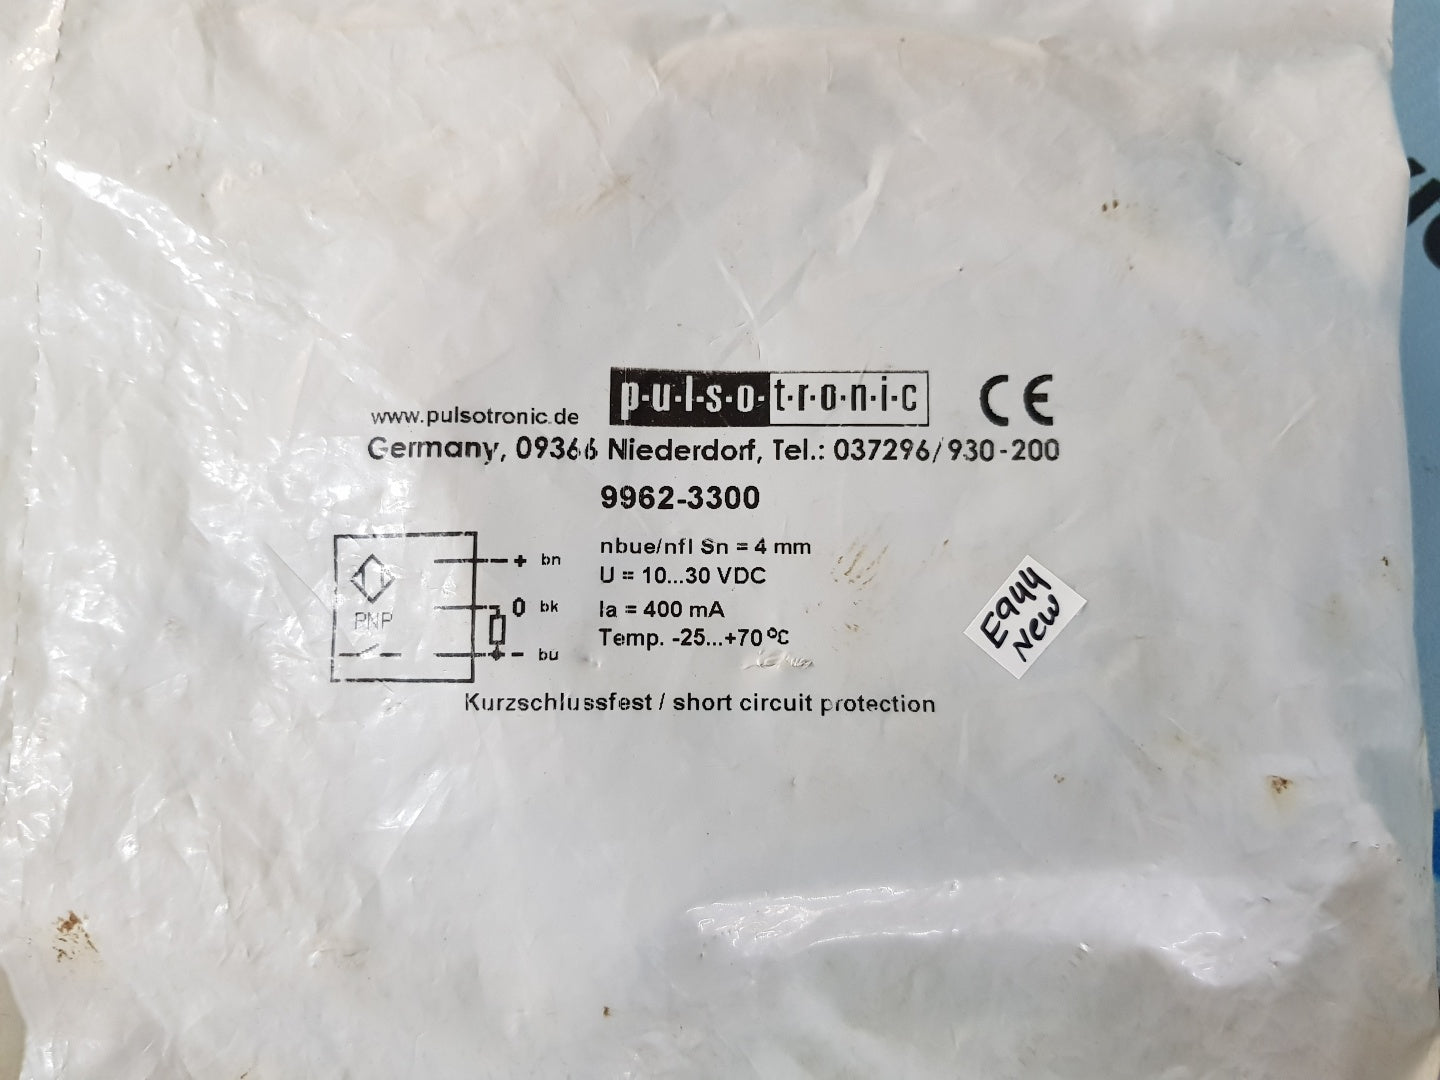 www.pulsotronic.de p·u·l·s·o·t·r·o·n·i·c CE
Germany, 09366 Niederdorf, Tel.: 037296/930-200
9962-3300
nbue/nfl Sn = 4 mm
U = 10...30 VDC
Ia = 400 mA
Temp. -25...+70°C
+ bn
0 bk
PNP
– bu
Kurzschlussfest / short circuit protection
E944
New